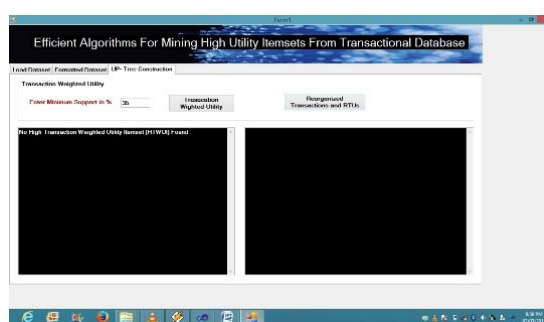 Form1
Efficient Algorithms For Mining High Utility Itemsets From Transactional Database
Load Dataset Formatted Dataset UP- Tree Construction
Transaction Weighted Utility
Enter Minimum Support in % 35
Transcation Wighted Utility
Reorganized Transactions and RTUs
No High Transaction Weighted Utility Itemset (HTWUI) Found